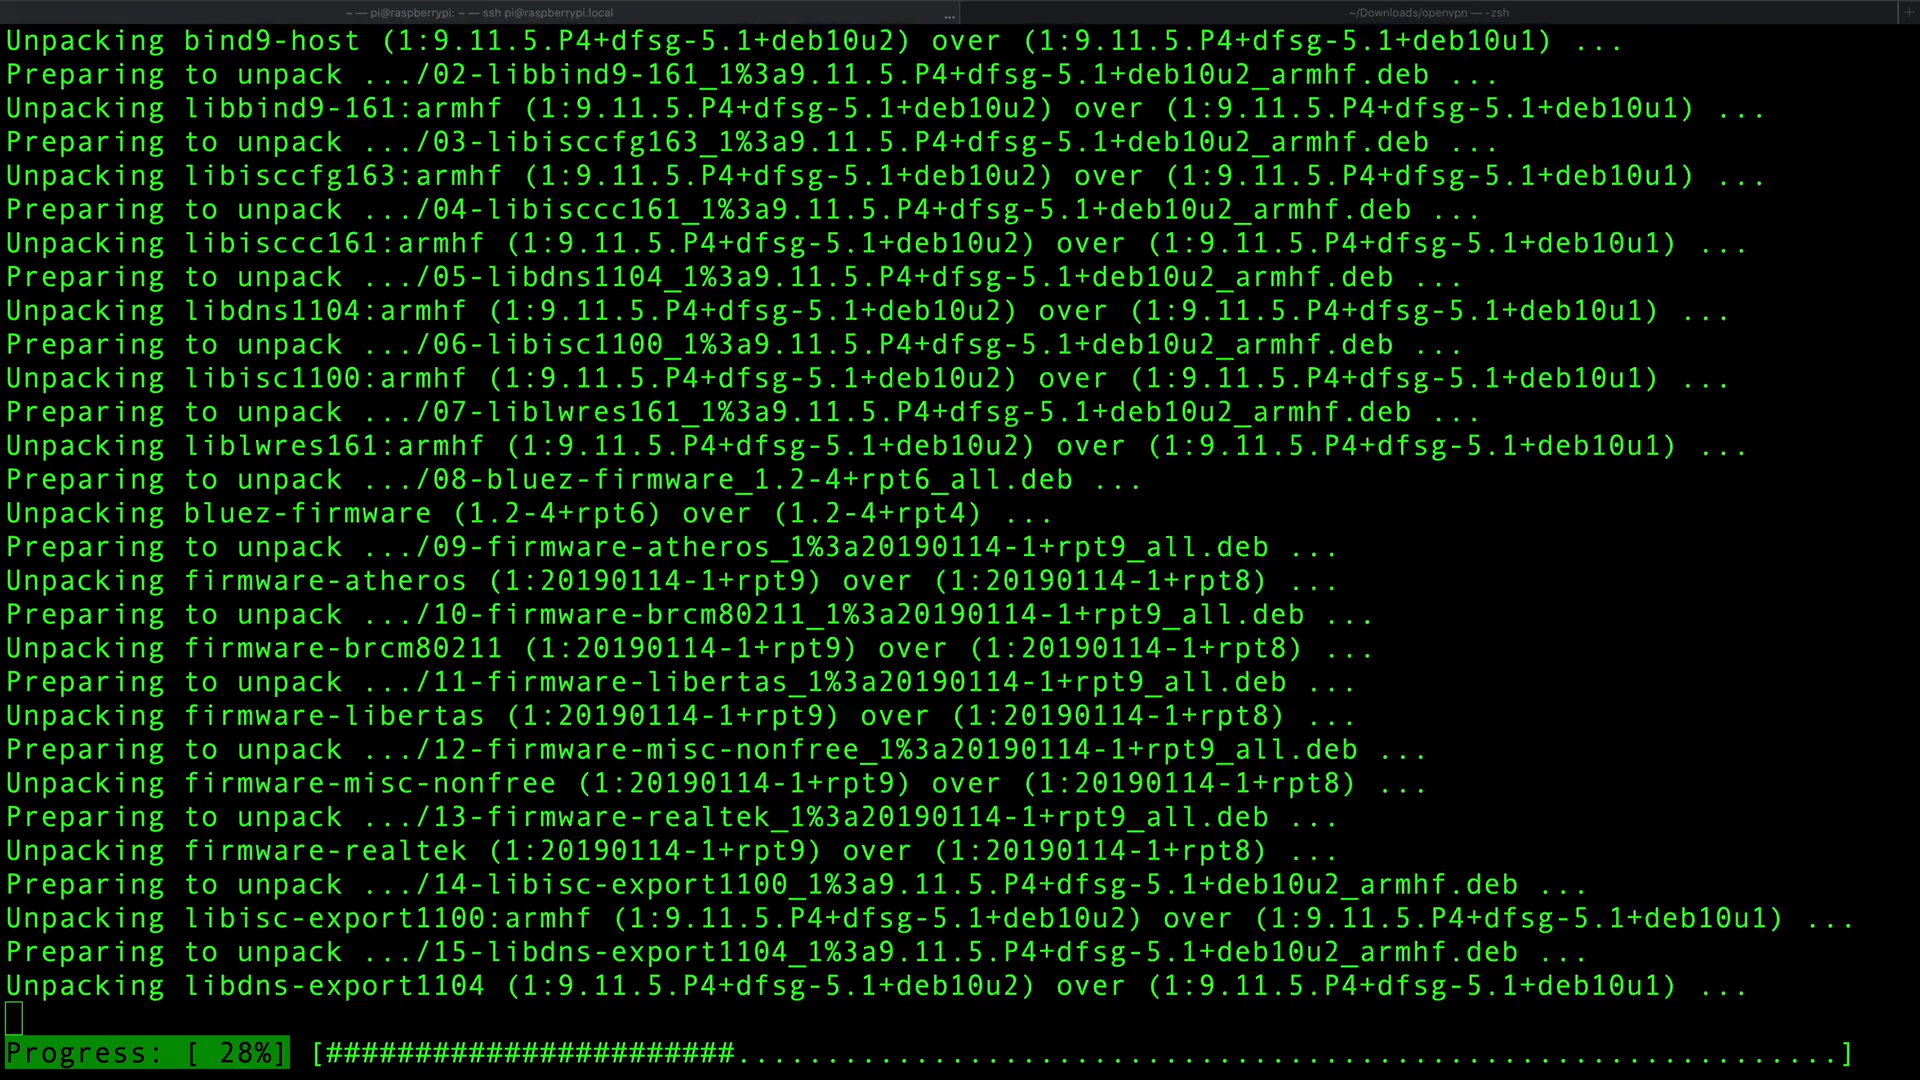 ~ — pi@raspberrypi: ~ — ssh pi@raspberrypi.local ... ~/Downloads/openvpn — -zsh +
Unpacking bind9-host (1:9.11.5.P4+dfsg-5.1+deb10u2) over (1:9.11.5.P4+dfsg-5.1+deb10u1) ...
Preparing to unpack .../02-libbind9-161_1%3a9.11.5.P4+dfsg-5.1+deb10u2_armhf.deb ...
Unpacking libbind9-161:armhf (1:9.11.5.P4+dfsg-5.1+deb10u2) over (1:9.11.5.P4+dfsg-5.1+deb10u1) ...
Preparing to unpack .../03-libisccfg163_1%3a9.11.5.P4+dfsg-5.1+deb10u2_armhf.deb ...
Unpacking libisccfg163:armhf (1:9.11.5.P4+dfsg-5.1+deb10u2) over (1:9.11.5.P4+dfsg-5.1+deb10u1) ...
Preparing to unpack .../04-libisccc161_1%3a9.11.5.P4+dfsg-5.1+deb10u2_armhf.deb ...
Unpacking libisccc161:armhf (1:9.11.5.P4+dfsg-5.1+deb10u2) over (1:9.11.5.P4+dfsg-5.1+deb10u1) ...
Preparing to unpack .../05-libdns1104_1%3a9.11.5.P4+dfsg-5.1+deb10u2_armhf.deb ...
Unpacking libdns1104:armhf (1:9.11.5.P4+dfsg-5.1+deb10u2) over (1:9.11.5.P4+dfsg-5.1+deb10u1) ...
Preparing to unpack .../06-libisc1100_1%3a9.11.5.P4+dfsg-5.1+deb10u2_armhf.deb ...
Unpacking libisc1100:armhf (1:9.11.5.P4+dfsg-5.1+deb10u2) over (1:9.11.5.P4+dfsg-5.1+deb10u1) ...
Preparing to unpack .../07-liblwres161_1%3a9.11.5.P4+dfsg-5.1+deb10u2_armhf.deb ...
Unpacking liblwres161:armhf (1:9.11.5.P4+dfsg-5.1+deb10u2) over (1:9.11.5.P4+dfsg-5.1+deb10u1) ...
Preparing to unpack .../08-bluez-firmware_1.2-4+rpt6_all.deb ...
Unpacking bluez-firmware (1.2-4+rpt6) over (1.2-4+rpt4) ...
Preparing to unpack .../09-firmware-atheros_1%3a20190114-1+rpt9_all.deb ...
Unpacking firmware-atheros (1:20190114-1+rpt9) over (1:20190114-1+rpt8) ...
Preparing to unpack .../10-firmware-brcm80211_1%3a20190114-1+rpt9_all.deb ...
Unpacking firmware-brcm80211 (1:20190114-1+rpt9) over (1:20190114-1+rpt8) ...
Preparing to unpack .../11-firmware-libertas_1%3a20190114-1+rpt9_all.deb ...
Unpacking firmware-libertas (1:20190114-1+rpt9) over (1:20190114-1+rpt8) ...
Preparing to unpack .../12-firmware-misc-nonfree_1%3a20190114-1+rpt9_all.deb ...
Unpacking firmware-misc-nonfree (1:20190114-1+rpt9) over (1:20190114-1+rpt8) ...
Preparing to unpack .../13-firmware-realtek_1%3a20190114-1+rpt9_all.deb ...
Unpacking firmware-realtek (1:20190114-1+rpt9) over (1:20190114-1+rpt8) ...
Preparing to unpack .../14-libisc-export1100_1%3a9.11.5.P4+dfsg-5.1+deb10u2_armhf.deb ...
Unpacking libisc-export1100:armhf (1:9.11.5.P4+dfsg-5.1+deb10u2) over (1:9.11.5.P4+dfsg-5.1+deb10u1) ...
Preparing to unpack .../15-libdns-export1104_1%3a9.11.5.P4+dfsg-5.1+deb10u2_armhf.deb ...
Unpacking libdns-export1104 (1:9.11.5.P4+dfsg-5.1+deb10u2) over (1:9.11.5.P4+dfsg-5.1+deb10u1) ...
Progress: [ 28%] [#######################..............................................................]